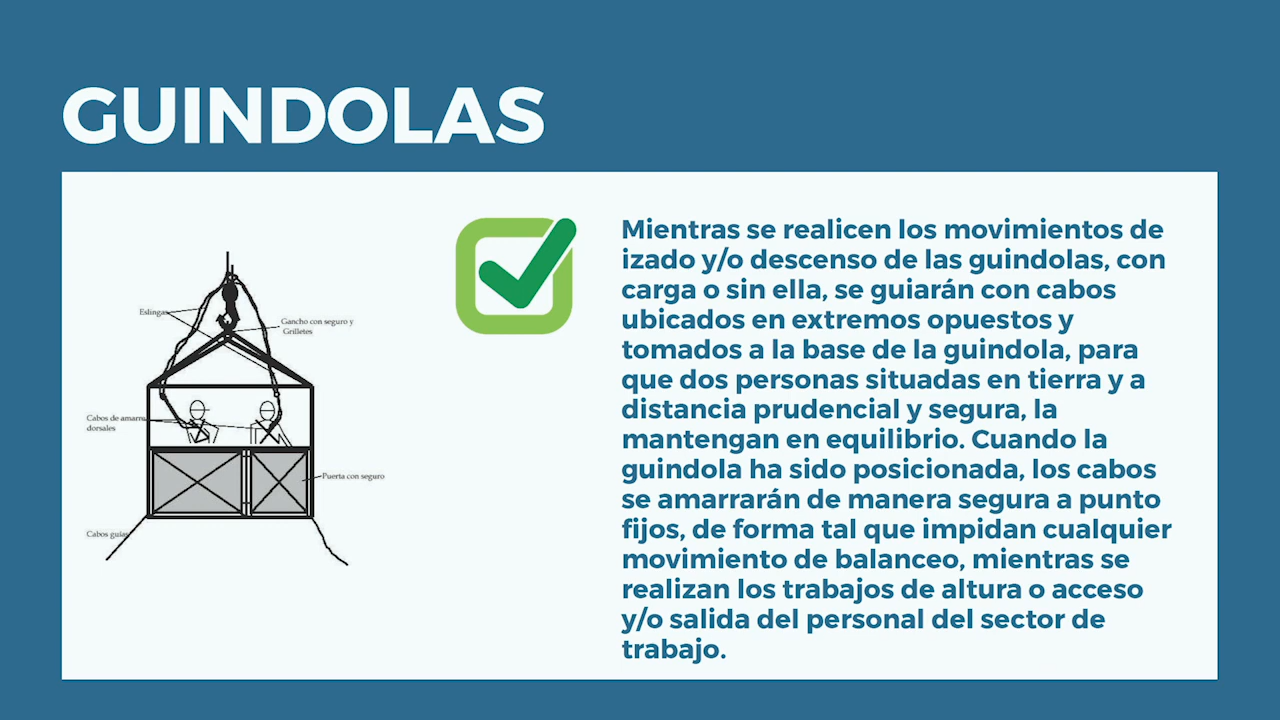 GUINDOLAS
Mientras se realicen los movimientos de
izado y/o descenso de las guindolas, con
carga o sin ella, se guiarán con cabos
ubicados en extremos opuestos y
tomados a la base de la guindola, para
que dos personas situadas en tierra y a
distancia prudencial y segura, la
mantengan en equilibrio. Cuando la
guindola ha sido posicionada, los cabos
se amarrarán de manera segura a punto
fijos, de forma tal que impidan cualquier
movimiento de balanceo, mientras se
realizan los trabajos de altura o acceso
y/o salida del personal del sector de
trabajo.
Eslingas
Gancho con seguro y
Grilletes
Cabos de amarre
dorsales
Puerta con seguro
Cabos guías